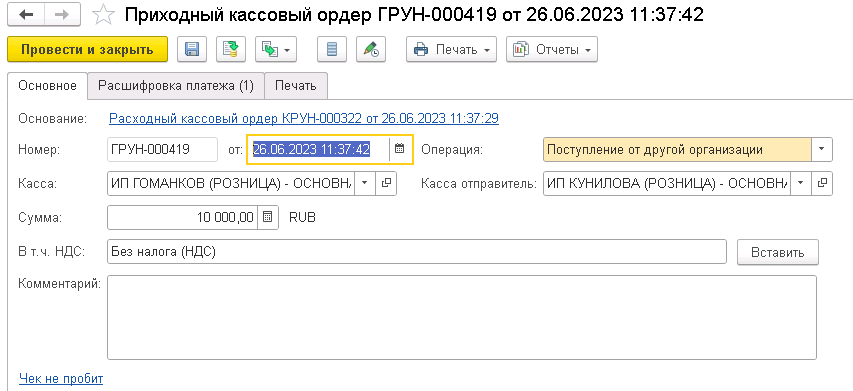 Приходный кассовый ордер ГРУН-000419 от 26.06.2023 11:37:42
Провести и закрыть Печать Отчеты
Основное Расшифровка платежа (1) Печать
Основание: Расходный кассовый ордер КРУН-000322 от 26.06.2023 11:37:29
Номер: ГРУН-000419 от: 26.06.2023 11:37:42 Операция: Поступление от другой организации
Касса: ИП ГОМАНКОВ (РОЗНИЦА) - ОСНОВНА Касса отправитель: ИП КУНИЛОВА (РОЗНИЦА) - ОСНОВНА
Сумма: 10 000,00 RUB
В т.ч. НДС: Без налога (НДС) Вставить
Комментарий:
Чек не пробит